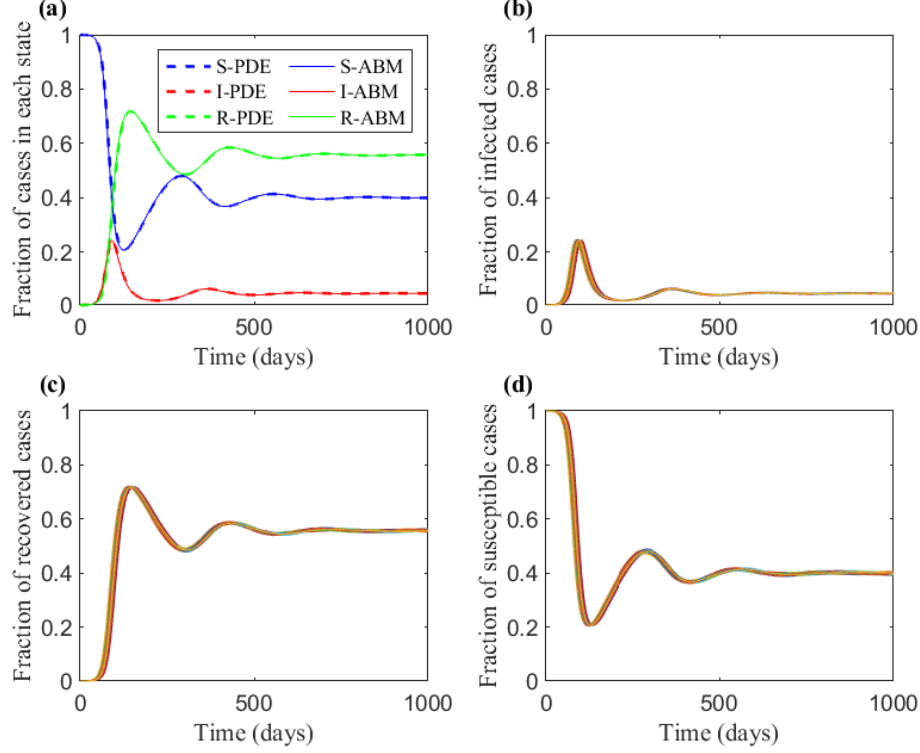 (a)
Fraction of cases in each state
1
0.8
0.6
0.4
0.2
0
S-PDE
S-ABM
I-PDE
I-ABM
R-PDE
R-ABM
0
500
1000
Time (days)
(b)
Fraction of infected cases
1
0.8
0.6
0.4
0.2
0
0
500
1000
Time (days)
(c)
Fraction of recovered cases
1
0.8
0.6
0.4
0.2
0
0
500
1000
Time (days)
(d)
Fraction of susceptible cases
1
0.8
0.6
0.4
0.2
0
0
500
1000
Time (days)